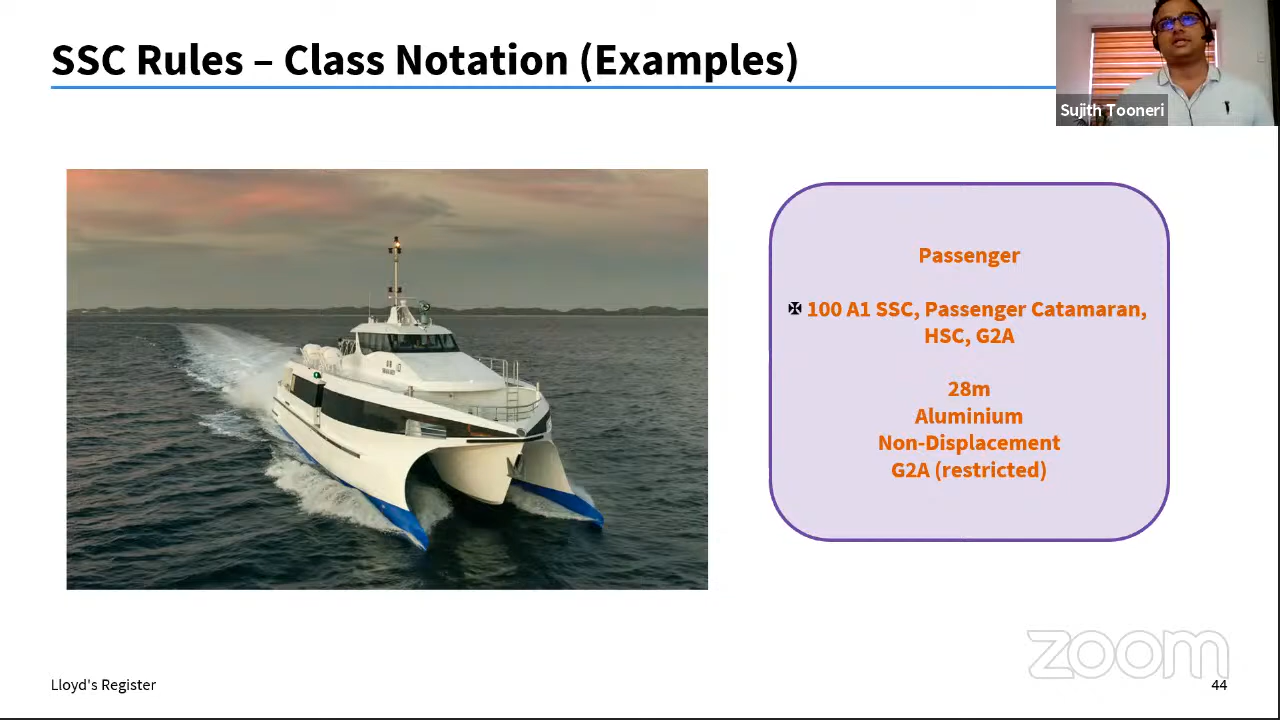 SSC Rules – Class Notation (Examples)
Sujith Tooneri
Passenger
✠ 100 A1 SSC, Passenger Catamaran,
HSC, G2A
28m
Aluminium
Non-Displacement
G2A (restricted)
zoom
Lloyd's Register
44